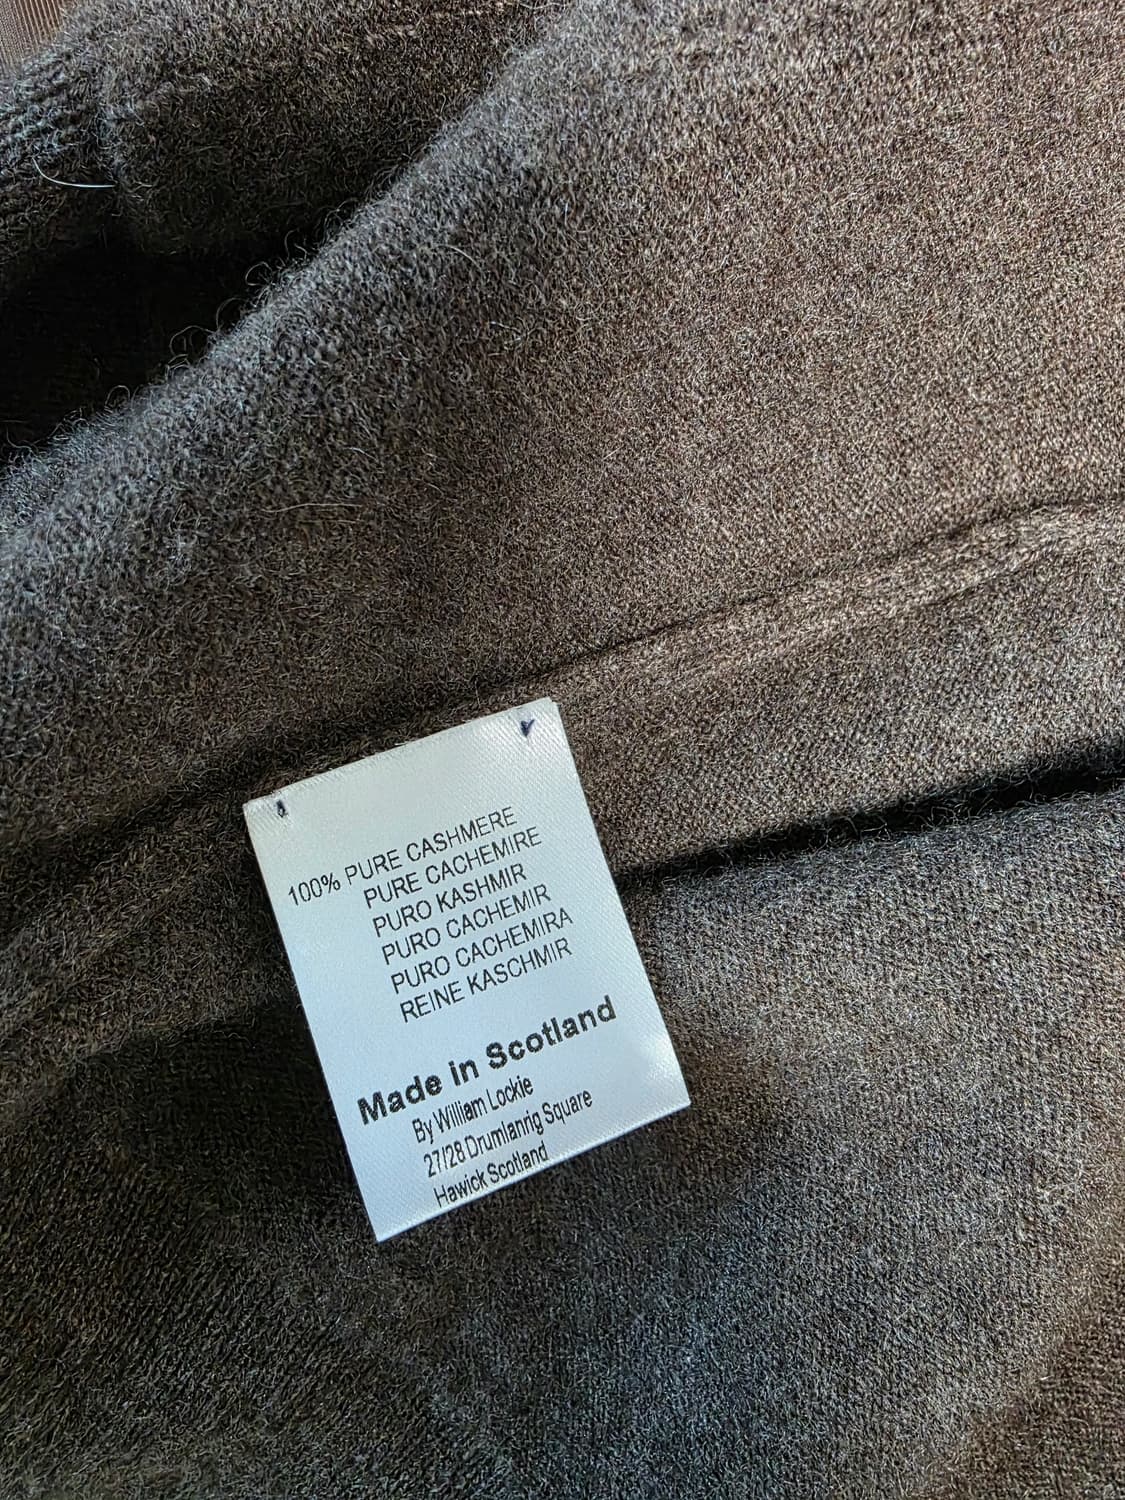 100% PURE CASHMERE
PURE CACHEMIRE
PURO KASHMIR
PURO CACHEMIR
PURO CACHEMIRA
REINE KASCHMIR
Made in Scotland
By William Lockie
27/28 Drumlanrig Square
Hawick Scotland